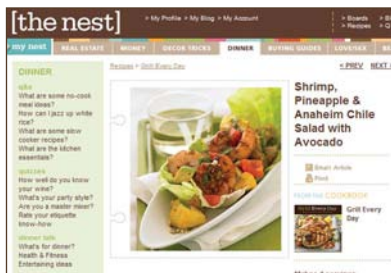 [the nest]
> My Profile > My Blog > My Account
> Boards
> Recipes
> my nest
REAL ESTATE
MONEY
DECOR TRICKS
DINNER
BUYING GUIDES
LOVE/SEX
DINNER
Recipes > Grill Every Day
< PREV
NEXT
q&a
What are some no-cook
meal ideas?
How can I jazz up white
rice?
What are some slow
cooker recipes?
What are the kitchen
essentials?
quizzes
How well do you know
your wine?
What's your party style?
Are you a master mixer?
Rate your etiquette
know-how
dinner talk
What's for dinner?
Health & Fitness
Entertaining ideas
Shrimp,
Pineapple &
Anaheim Chile
Salad with
Avocado
Email Article
Print
FROM THE COOKBOOK
Grill Every
Day